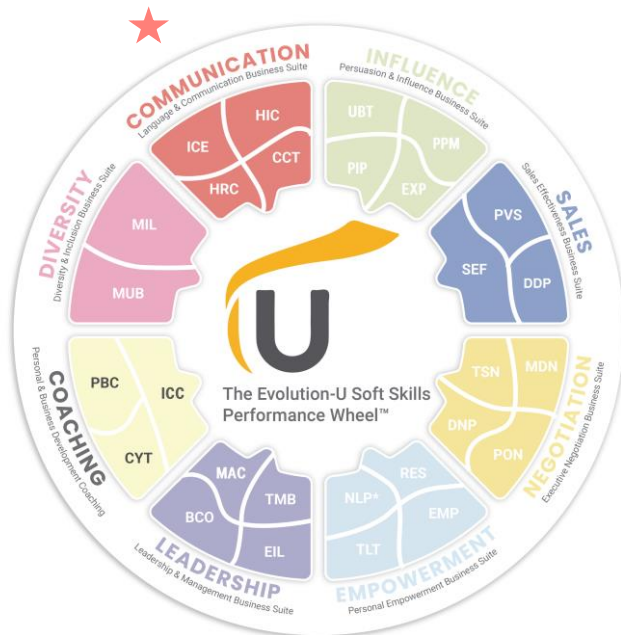 COMMUNICATION
Language & Communication Business Suite
ICE
HIC
HRC
CCT
INFLUENCE
Persuasion & Influence Business Suite
UBT
PPM
PIP
EXP
SALES
Sales Effectiveness Business Suite
PVS
SEF
DDP
NEGOTIATION
Executive Negotiation Business Suite
TSN
MDN
DNP
PON
EMPOWERMENT
Personal Empowerment Business Suite
RES
NLP*
EMP
TLT
LEADERSHIP
Leadership & Management Business Suite
MAC
TMB
BCO
EIL
COACHING
Personal & Business Development Coaching
PBC
ICC
CYT
DIVERSITY
Diversity & Inclusion Business Suite
MIL
MUB
U
The Evolution-U Soft Skills
Performance Wheel™